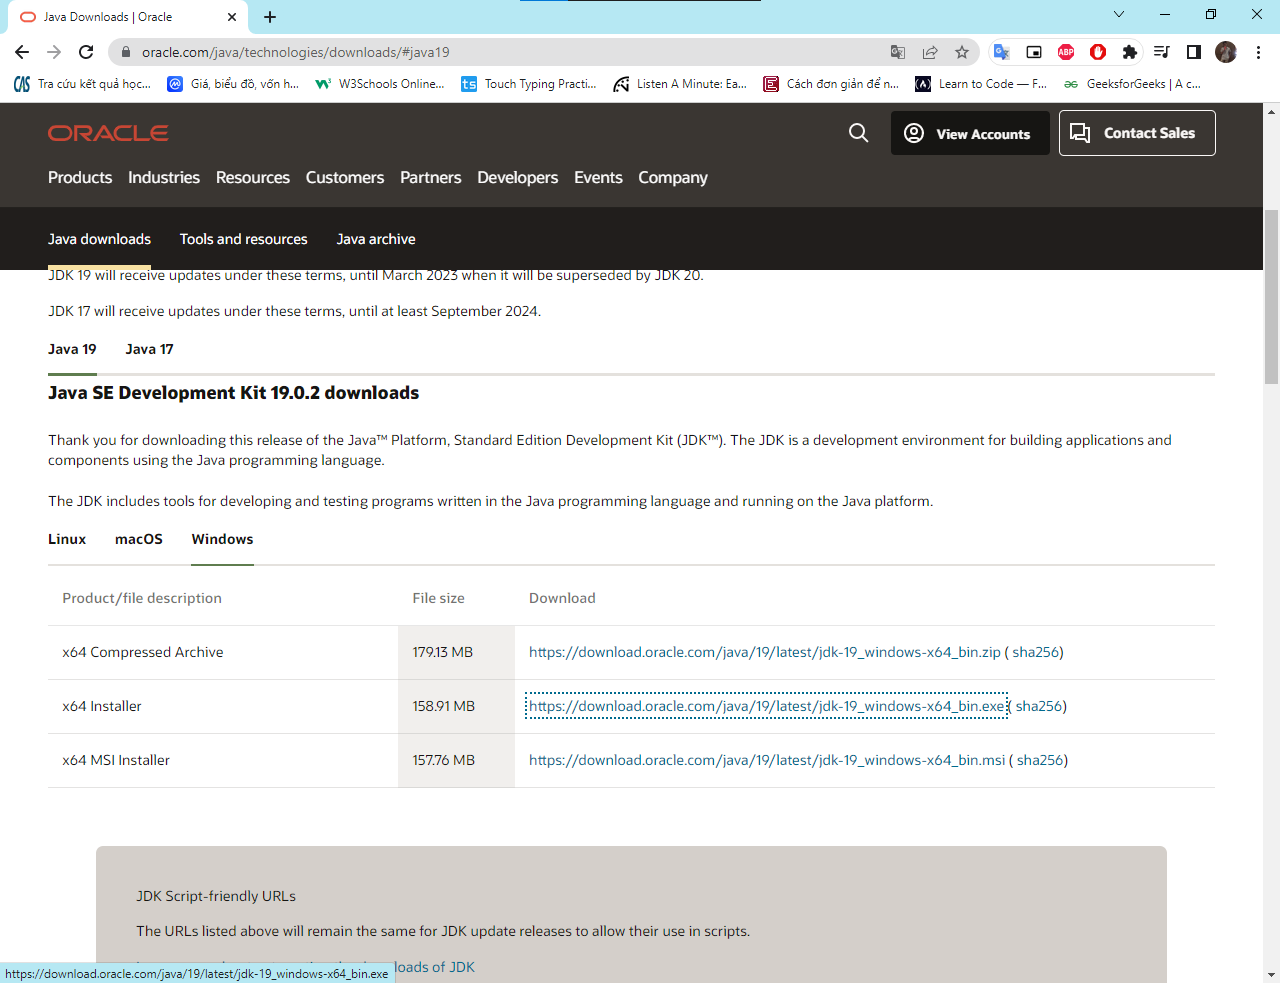 Java Downloads | Oracle
oracle.com/java/technologies/downloads/#java19
Tra cứu kết quả học...
Giá, biểu đồ, vốn h...
W3Schools Online...
Touch Typing Practi...
Listen A Minute: Ea...
Cách đơn giản để n...
Learn to Code — F...
GeeksforGeeks | A c...
ORACLE
View Accounts
Contact Sales
Products Industries Resources Customers Partners Developers Events Company
Java downloads Tools and resources Java archive
JDK 19 will receive updates under these terms, until March 2023 when it will be superseded by JDK 20.
JDK 17 will receive updates under these terms, until at least September 2024.
Java 19 Java 17
Java SE Development Kit 19.0.2 downloads
Thank you for downloading this release of the Java™ Platform, Standard Edition Development Kit (JDK™). The JDK is a development environment for building applications and
components using the Java programming language.
The JDK includes tools for developing and testing programs written in the Java programming language and running on the Java platform.
Linux macOS Windows
Product/file description File size Download
x64 Compressed Archive 179.13 MB https://download.oracle.com/java/19/latest/jdk-19_windows-x64_bin.zip ( sha256)
x64 Installer 158.91 MB https://download.oracle.com/java/19/latest/jdk-19_windows-x64_bin.exe ( sha256)
x64 MSI Installer 157.76 MB https://download.oracle.com/java/19/latest/jdk-19_windows-x64_bin.msi ( sha256)
JDK Script-friendly URLs
The URLs listed above will remain the same for JDK update releases to allow their use in scripts.
loads of JDK
https://download.oracle.com/java/19/latest/jdk-19_windows-x64_bin.exe